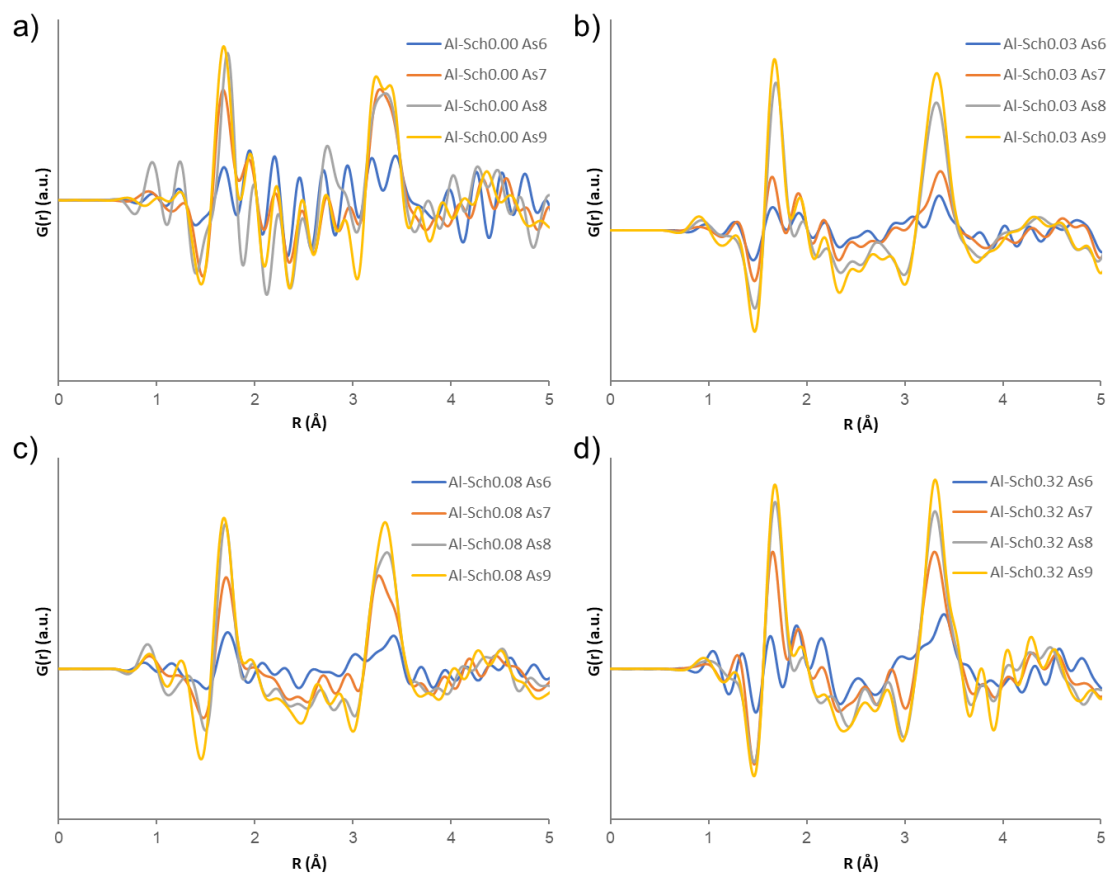 a)
Al-Sch0.00 As6
Al-Sch0.00 As7
Al-Sch0.00 As8
Al-Sch0.00 As9
G(r) (a.u.)
0 1 2 3 4 5
R (Å)
b)
Al-Sch0.03 As6
Al-Sch0.03 As7
Al-Sch0.03 As8
Al-Sch0.03 As9
G(r) (a.u.)
0 1 2 3 4 5
R (Å)
c)
Al-Sch0.08 As6
Al-Sch0.08 As7
Al-Sch0.08 As8
Al-Sch0.08 As9
G(r) (a.u.)
0 1 2 3 4 5
R (Å)
d)
Al-Sch0.32 As6
Al-Sch0.32 As7
Al-Sch0.32 As8
Al-Sch0.32 As9
G(r) (a.u.)
0 1 2 3 4 5
R (Å)